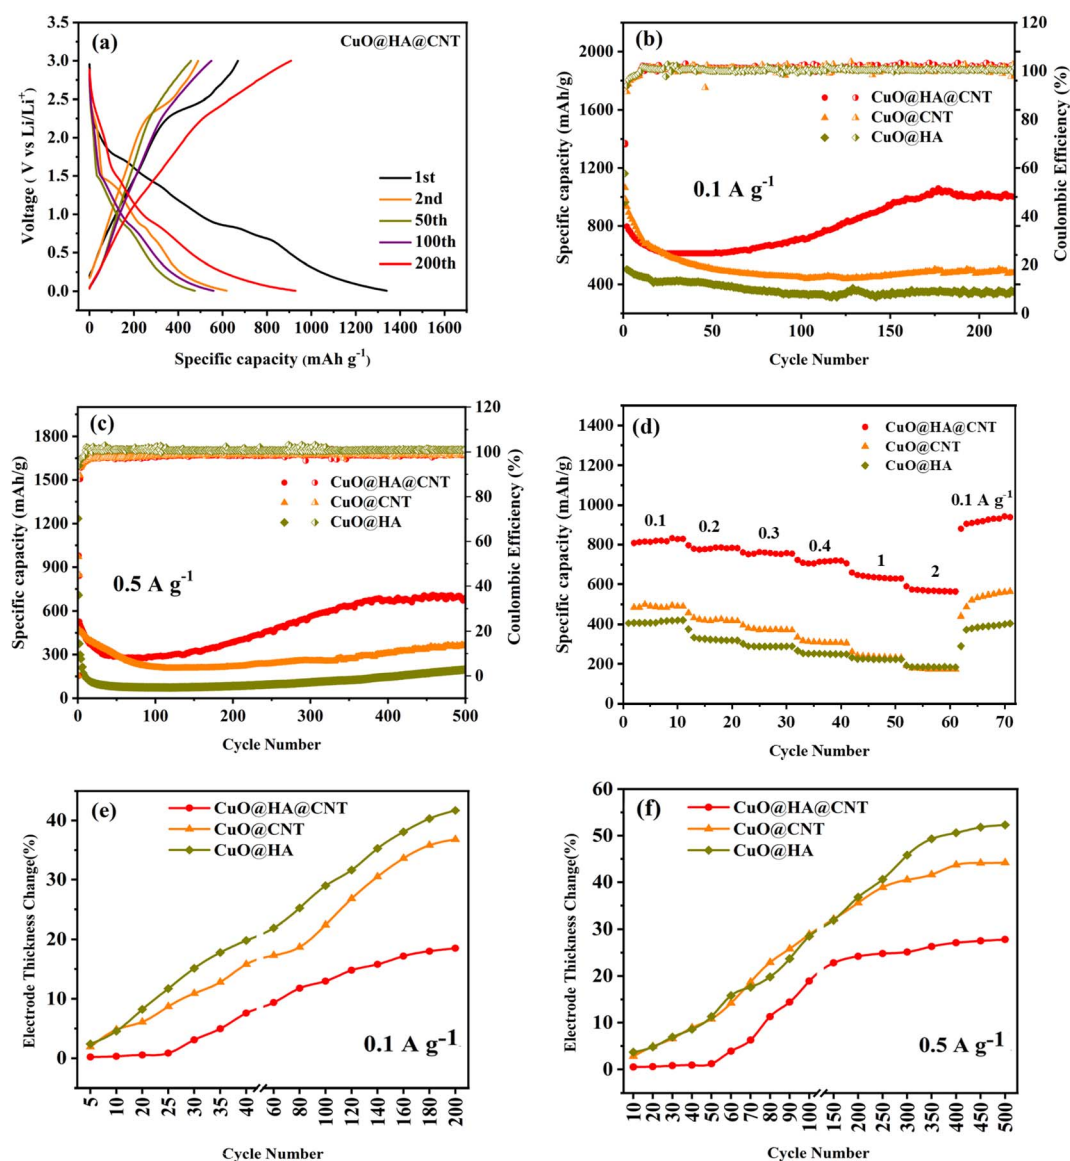 (a)
CuO@HA@CNT
Voltage ( V vs Li/Li+)
3.0
2.5
2.0
1.5
1.0
0.5
0.0
1st
2nd
50th
100th
200th
0 200 400 600 800 1000 1200 1400 1600
Specific capacity (mAh g-1)
(b)
Specific capacity (mAh/g)
2000
1600
1200
800
400
CuO@HA@CNT
CuO@CNT
CuO@HA
0.1 A g-1
120
100
80
60
40
20
0
Coulombic Efficiency (%)
0 50 100 150 200
Cycle Number
(c)
Specific capacity (mAh/g)
1800
1500
1200
900
600
300
0
CuO@HA@CNT
CuO@CNT
CuO@HA
0.5 A g-1
120
100
80
60
40
20
0
Coulombic Efficiency (%)
0 100 200 300 400 500
Cycle Number
(d)
Specific capacity (mAh/g)
1400
1200
1000
800
600
400
200
0
CuO@HA@CNT
CuO@CNT
CuO@HA
0.1
0.2
0.3
0.4
1
2
0.1 A g-1
0 10 20 30 40 50 60 70
Cycle Number
(e)
Electrode Thickness Change(%)
40
30
20
10
0
CuO@HA@CNT
CuO@CNT
CuO@HA
0.1 A g-1
5 10 20 25 30 35 40 60 80 100 120 140 160 180 200
Cycle Number
(f)
Electrode Thickness Change(%)
60
50
40
30
20
10
0
CuO@HA@CNT
CuO@CNT
CuO@HA
0.5 A g-1
10 20 30 40 50 60 70 80 90 100 150 200 250 300 350 400 450 500
Cycle Number